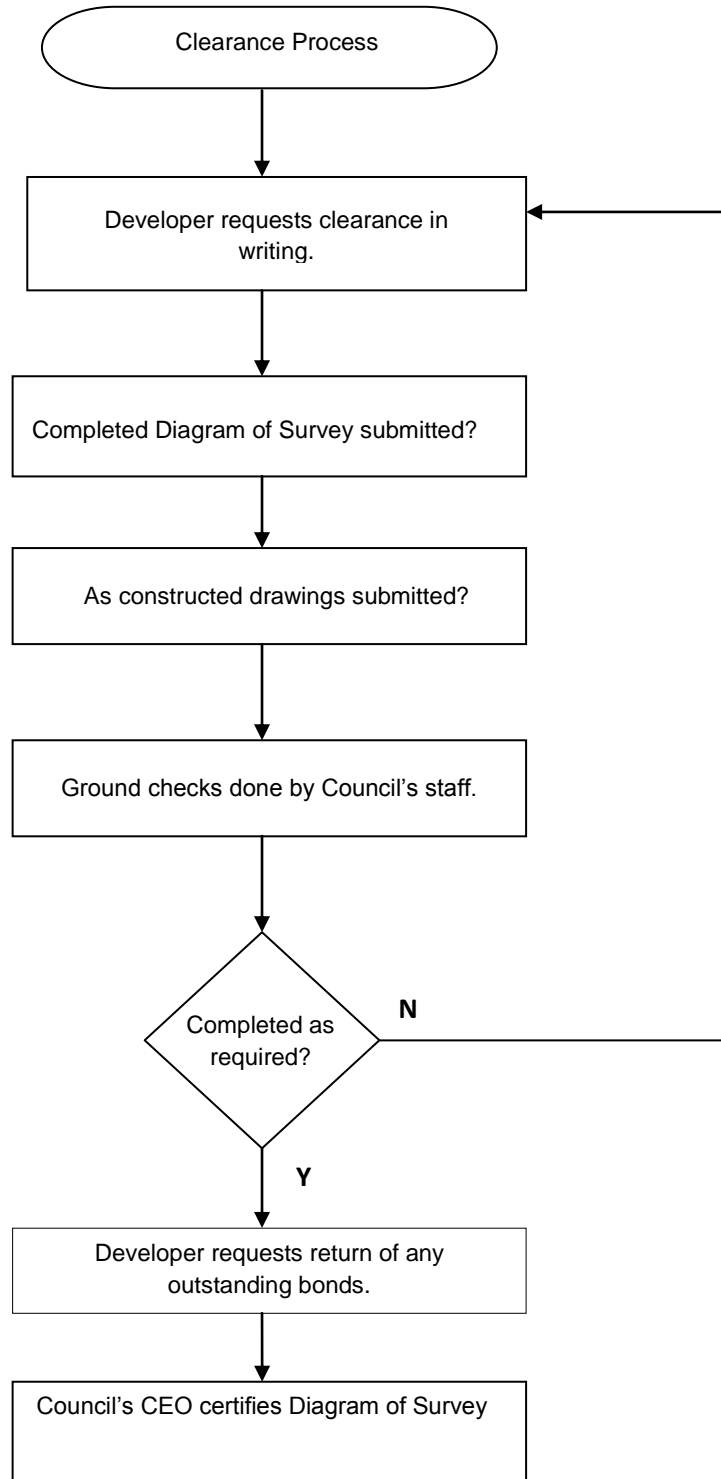 Clearance Process
Developer requests clearance in
writing.
Completed Diagram of Survey submitted?
As constructed drawings submitted?
Ground checks done by Council’s staff.
Completed as
required?
N
Y
Developer requests return of any
outstanding bonds.
Council’s CEO certifies Diagram of Survey